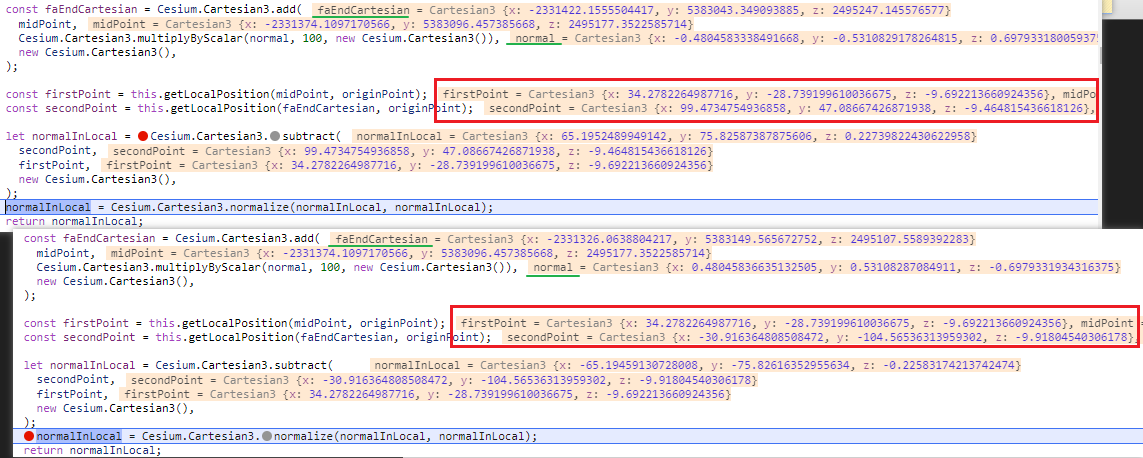 const faEndCartesian = Cesium.Cartesian3.add( faEndCartesian = Cartesian3 {x: -2331422.1555504417, y: 5383043.349093885, z: 2495247.145576577}
midPoint, midPoint = Cartesian3 {x: -2331374.1097170566, y: 5383096.457385668, z: 2495177.3522585714}
Cesium.Cartesian3.multiplyByScalar(normal, 100, new Cesium.Cartesian3()), normal = Cartesian3 {x: -0.4804583338491668, y: -0.5310829178264815, z: 0.69793318005937
new Cesium.Cartesian3(),
);
const firstPoint = this.getLocalPosition(midPoint, originPoint); firstPoint = Cartesian3 {x: 34.2782264987716, y: -28.739199610036675, z: -9.692213660924356}, midPo
const secondPoint = this.getLocalPosition(faEndCartesian, originPoint); secondPoint = Cartesian3 {x: 99.4734754936858, y: 47.08667426871938, z: -9.464815436618126},
let normalInLocal = Cesium.Cartesian3.subtract( normalInLocal = Cartesian3 {x: 65.1952489949142, y: 75.82587387875606, z: 0.22739822430622958}
secondPoint, secondPoint = Cartesian3 {x: 99.4734754936858, y: 47.08667426871938, z: -9.464815436618126}
firstPoint, firstPoint = Cartesian3 {x: 34.2782264987716, y: -28.739199610036675, z: -9.692213660924356}
new Cesium.Cartesian3(),
);
normalInLocal = Cesium.Cartesian3.normalize(normalInLocal, normalInLocal);
return normalInLocal;
const faEndCartesian = Cesium.Cartesian3.add( faEndCartesian = Cartesian3 {x: -2331326.0638804217, y: 5383149.565672752, z: 2495107.5589392283}
midPoint, midPoint = Cartesian3 {x: -2331374.1097170566, y: 5383096.457385668, z: 2495177.3522585714}
Cesium.Cartesian3.multiplyByScalar(normal, 100, new Cesium.Cartesian3()), normal = Cartesian3 {x: 0.48045836635132505, y: 0.53108287084911, z: -0.6979331934316375}
new Cesium.Cartesian3(),
);
const firstPoint = this.getLocalPosition(midPoint, originPoint); firstPoint = Cartesian3 {x: 34.2782264987716, y: -28.739199610036675, z: -9.692213660924356}, midPoint =
const secondPoint = this.getLocalPosition(faEndCartesian, originPoint); secondPoint = Cartesian3 {x: -30.916364808508472, y: -104.56536313959302, z: -9.91804540306178},
let normalInLocal = Cesium.Cartesian3.subtract( normalInLocal = Cartesian3 {x: -65.19459130728008, y: -75.82616352955634, z: -0.22583174213742474}
secondPoint, secondPoint = Cartesian3 {x: -30.916364808508472, y: -104.56536313959302, z: -9.91804540306178}
firstPoint, firstPoint = Cartesian3 {x: 34.2782264987716, y: -28.739199610036675, z: -9.692213660924356}
new Cesium.Cartesian3(),
);
normalInLocal = Cesium.Cartesian3.normalize(normalInLocal, normalInLocal);
return normalInLocal;